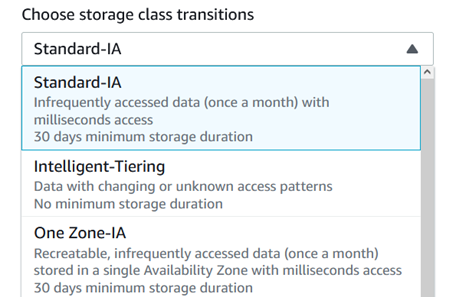 Choose storage class transitions
Standard-IA
Standard-IA
Infrequently accessed data (once a month) with
milliseconds access
30 days minimum storage duration
Intelligent-Tiering
Data with changing or unknown access patterns
No minimum storage duration
One Zone-IA
Recreatable, infrequently accessed data (once a month)
stored in a single Availability Zone with milliseconds access
30 days minimum storage duration